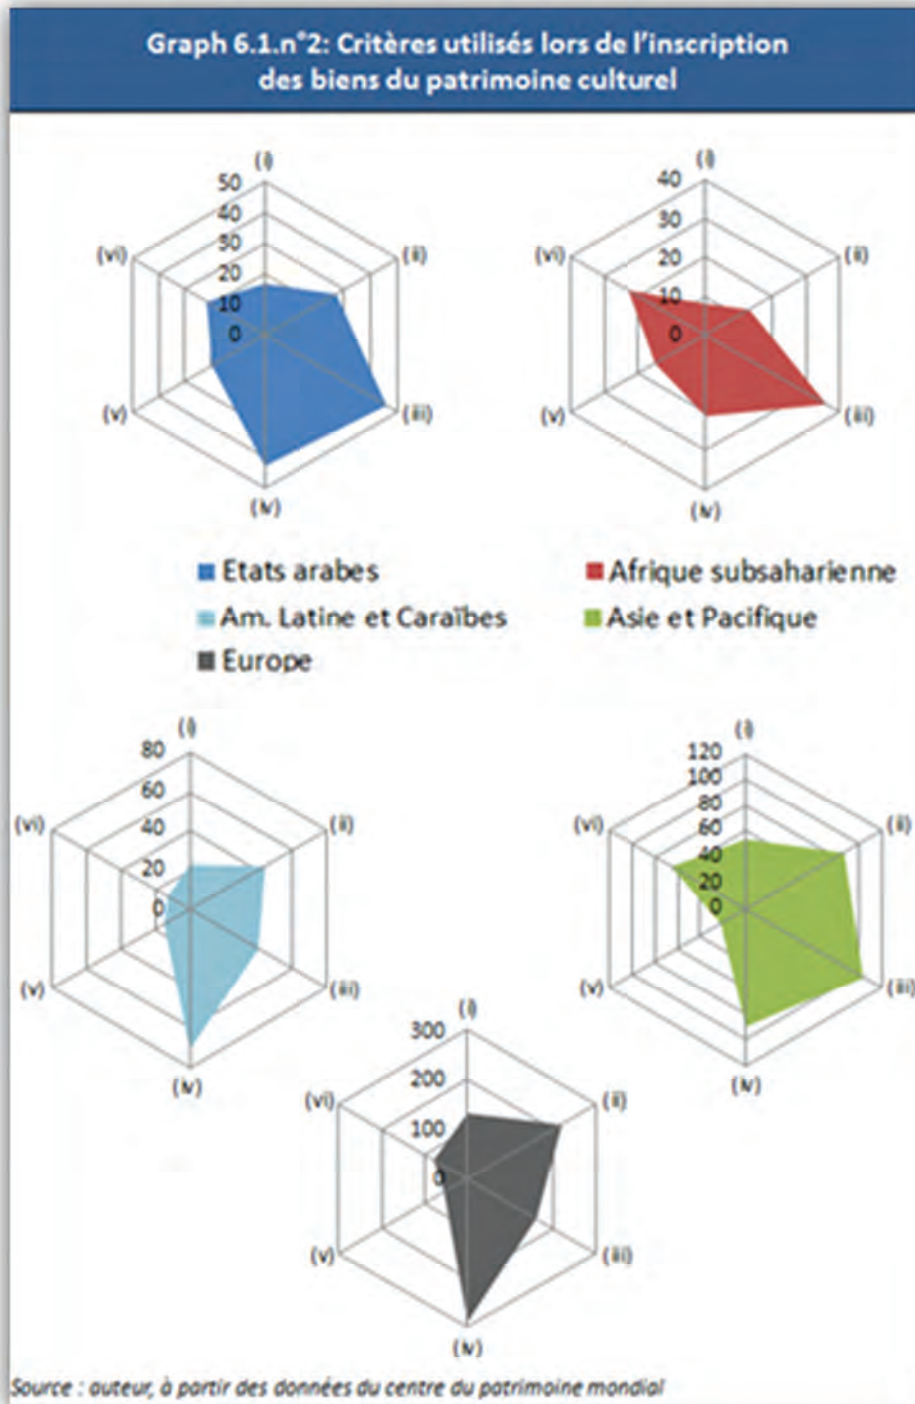 Graph 6.1.n°2: Critères utilisés lors de l'inscription
des biens du patrimoine culturel
(i)
50
40
30
20
10
0
(ii)
(iii)
(iv)
(v)
(vi)
(i)
40
30
20
10
0
(ii)
(iii)
(iv)
(v)
(vi)
Etats arabes
Afrique subsaharienne
Am. Latine et Caraïbes
Asie et Pacifique
Europe
(i)
80
60
40
20
0
(ii)
(iii)
(iv)
(v)
(vi)
(i)
120
100
80
60
40
20
0
(ii)
(iii)
(iv)
(v)
(vi)
(i)
300
200
100
0
(ii)
(iii)
(iv)
(v)
(vi)
Source : auteur, à partir des données du centre du patrimoine mondial